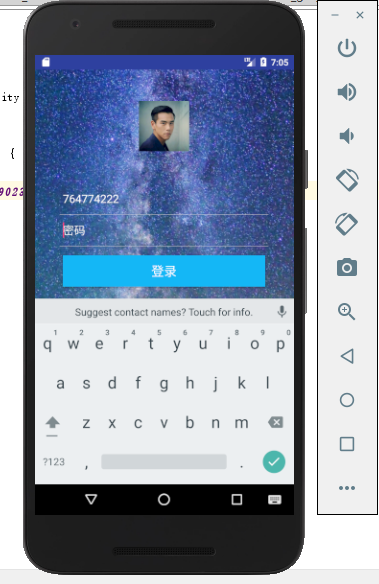 7:05
ity
{
9023
764774222
密码
登录
Suggest contact names? Touch for info.
1 2 3 4 5 6 7 8 9 0
q w e r t y u i o p
a s d f g h j k l
z x c v b n m
?123 , .